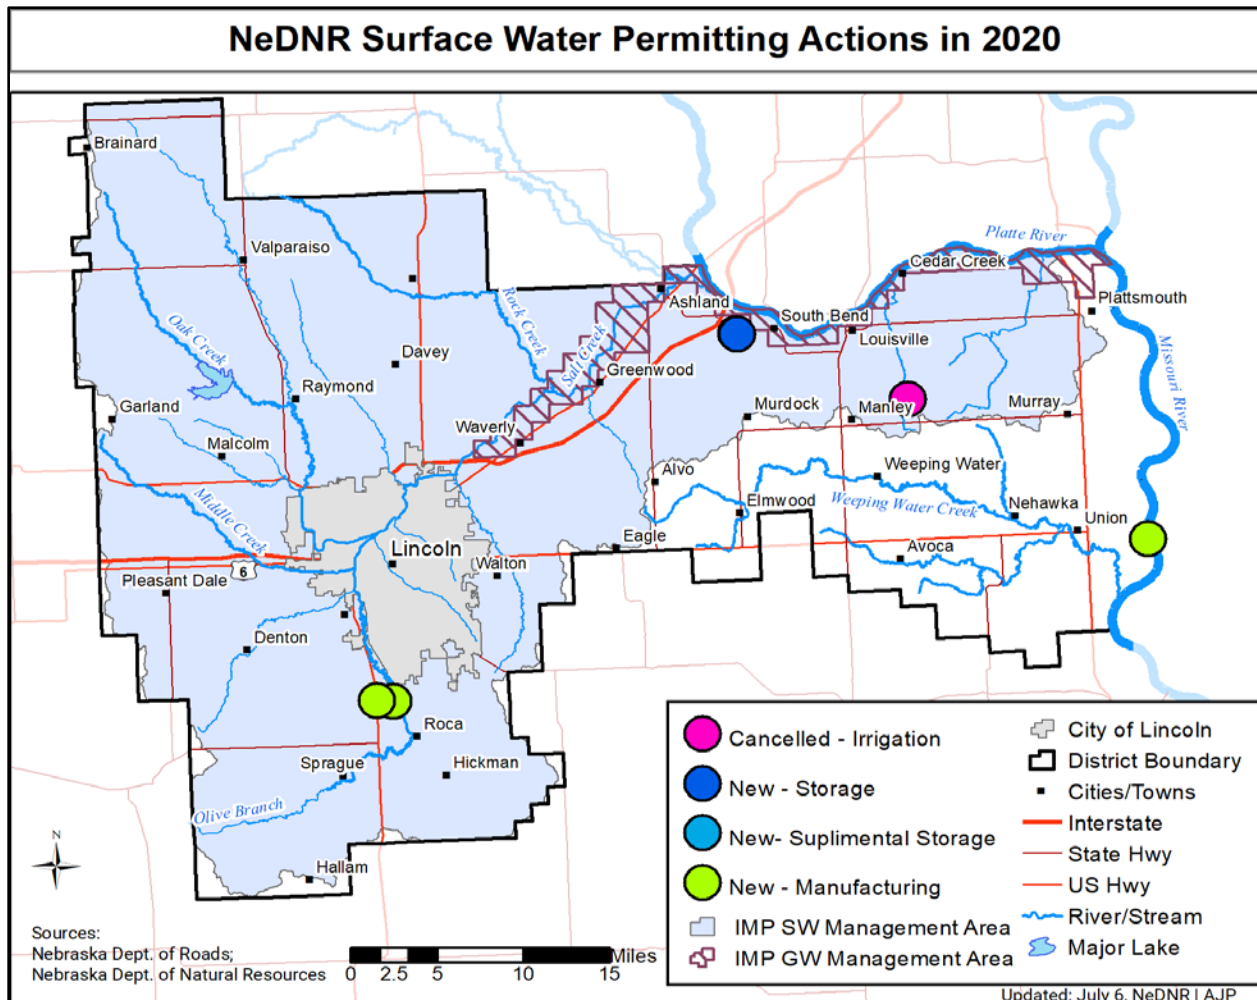 NeDNR Surface Water Permitting Actions in 2020
Brainard
Valparaiso
Platte River
Cedar Creek
Ashland
Plattsmouth
South Bend
Louisville
Rock Creek
Oak Creek
Salt Creek
Davey
Greenwood
Missouri River
Raymond
Garland
Murdock
Manley
Murray
Malcolm
Waverly
Alvo
Weeping Water
Middle Creek
Elmwood
Weeping Water Creek
Nehawka
Union
Eagle
Avoca
Lincoln
Walton
6
Pleasant Dale
Denton
Roca
Sprague
Hickman
Olive Branch
Hallam
N
Cancelled - Irrigation
New - Storage
New- Suplimental Storage
New - Manufacturing
IMP SW Management Area
IMP GW Management Area
City of Lincoln
District Boundary
Cities/Towns
Interstate
State Hwy
US Hwy
River/Stream
Major Lake
Sources:
Nebraska Dept. of Roads;
Nebraska Dept. of Natural Resources
Miles
0 2.5 5 10 15
Updated: July 6, NeDNR | AJP